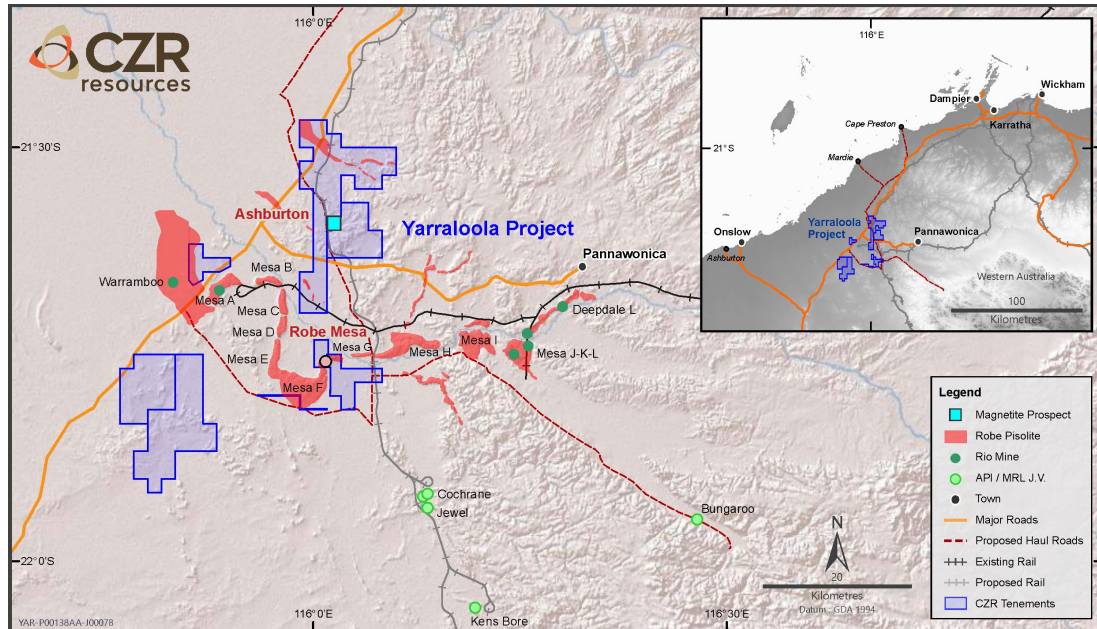 CZR
resources
116°0'E
21°30'S
Ashburton
Yarraloola Project
Pannawonica
Warramboo
Mesa B
Mesa A
Mesa C
Deepdale L
Mesa D
Robe Mesa
Mesa G
Mesa H
Mesa I
Mesa J-K-L
Mesa E
Mesa F
Cochrane
Jewel
Bungaroo
22°0'S
Kens Bore
116°0'E
116°30'E
YAR-P00138AA-J00078
N
20
Kilometres
Datum : GDA 1994
116°E
Wickham
Dampier
Karratha
Cape Preston
21°S
Mardie
Yarraloola
Project
Onslow
Ashburton
Pannawonica
Western Australia
100
Kilometres
Legend
Magnetite Prospect
Robe Pisolite
Rio Mine
API / MRL J.V.
Town
Major Roads
Proposed Haul Roads
Existing Rail
Proposed Rail
CZR Tenements